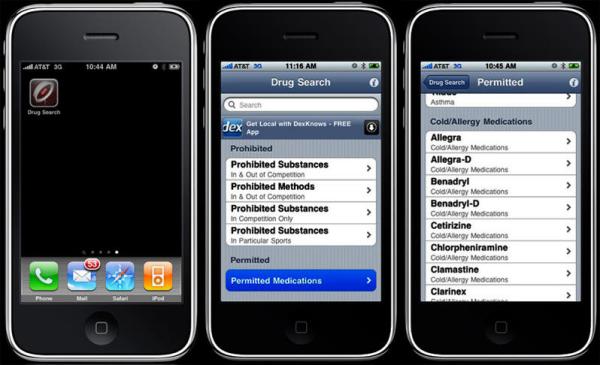 AT&T 3G 10:44 AM
Drug Search
53
Phone Mail Safari iPod
AT&T 3G 11:16 AM
Drug Search
Search
dex
Get Local with DexKnows - FREE
App
Prohibited
Prohibited Substances
In & Out of Competition
Prohibited Methods
In & Out of Competition
Prohibited Substances
In Competition Only
Prohibited Substances
In Particular Sports
Permitted
Permitted Medications
AT&T 3G 10:45 AM
Drug Search Permitted
Asthma
Cold/Allergy Medications
Allegra
Cold/Allergy Medications
Allegra-D
Cold/Allergy Medications
Benadryl
Cold/Allergy Medications
Benadryl-D
Cold/Allergy Medications
Cetirizine
Cold/Allergy Medications
Chlorpheniramine
Cold/Allergy Medications
Clamastine
Cold/Allergy Medications
Clarinex
Cold/Allergy Medications